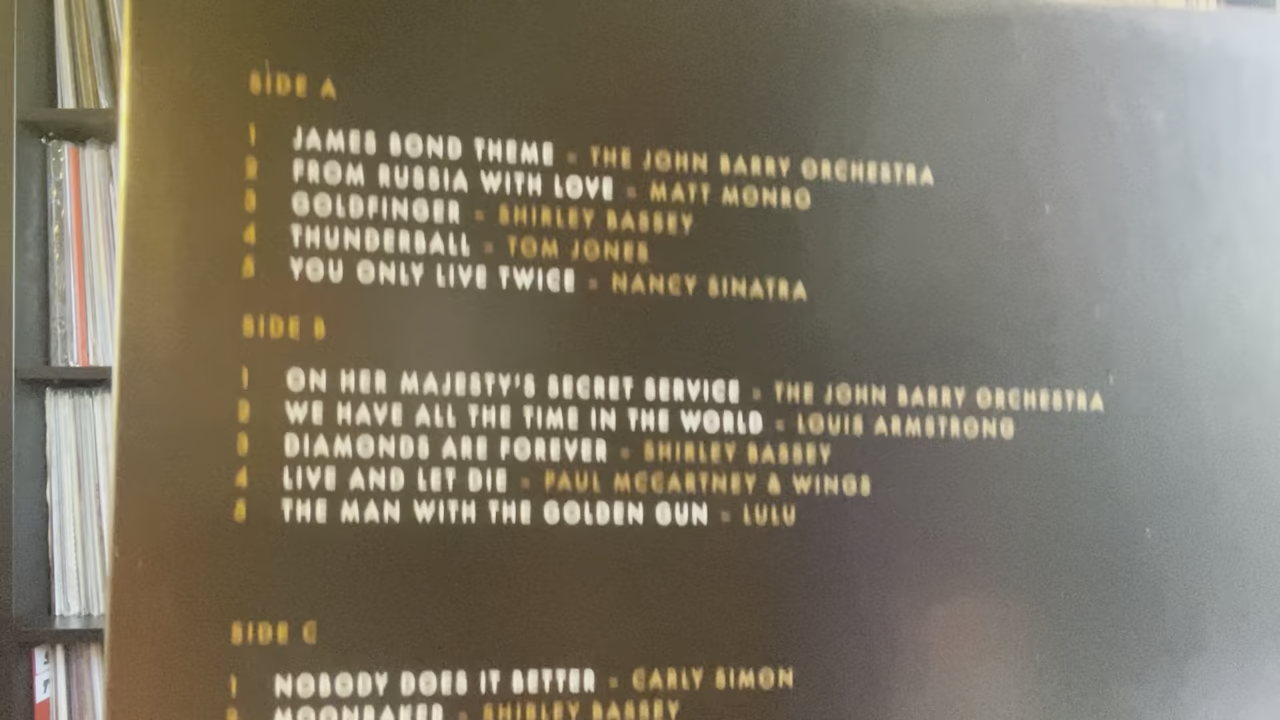 SIDE A
1 JAMES BOND THEME - THE JOHN BARRY ORCHESTRA
2 FROM RUSSIA WITH LOVE - MATT MONRO
3 GOLDFINGER - SHIRLEY BASSEY
4 THUNDERBALL - TOM JONES
5 YOU ONLY LIVE TWICE - NANCY SINATRA
SIDE B
1 ON HER MAJESTY'S SECRET SERVICE - THE JOHN BARRY ORCHESTRA
2 WE HAVE ALL THE TIME IN THE WORLD - LOUIS ARMSTRONG
3 DIAMONDS ARE FOREVER - SHIRLEY BASSEY
4 LIVE AND LET DIE - PAUL MCCARTNEY & WINGS
5 THE MAN WITH THE GOLDEN GUN - LULU
SIDE C
1 NOBODY DOES IT BETTER - CARLY SIMON
2 MOONRAKER - SHIRLEY BASSEY